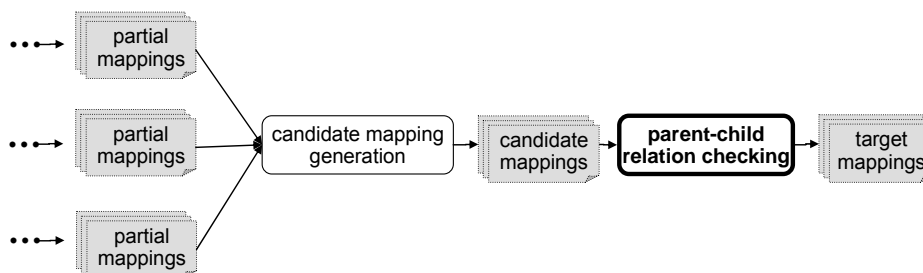 partial
mappings
partial
mappings
candidate mapping
generation
candidate
mappings
parent-child
relation checking
target
mappings
partial
mappings